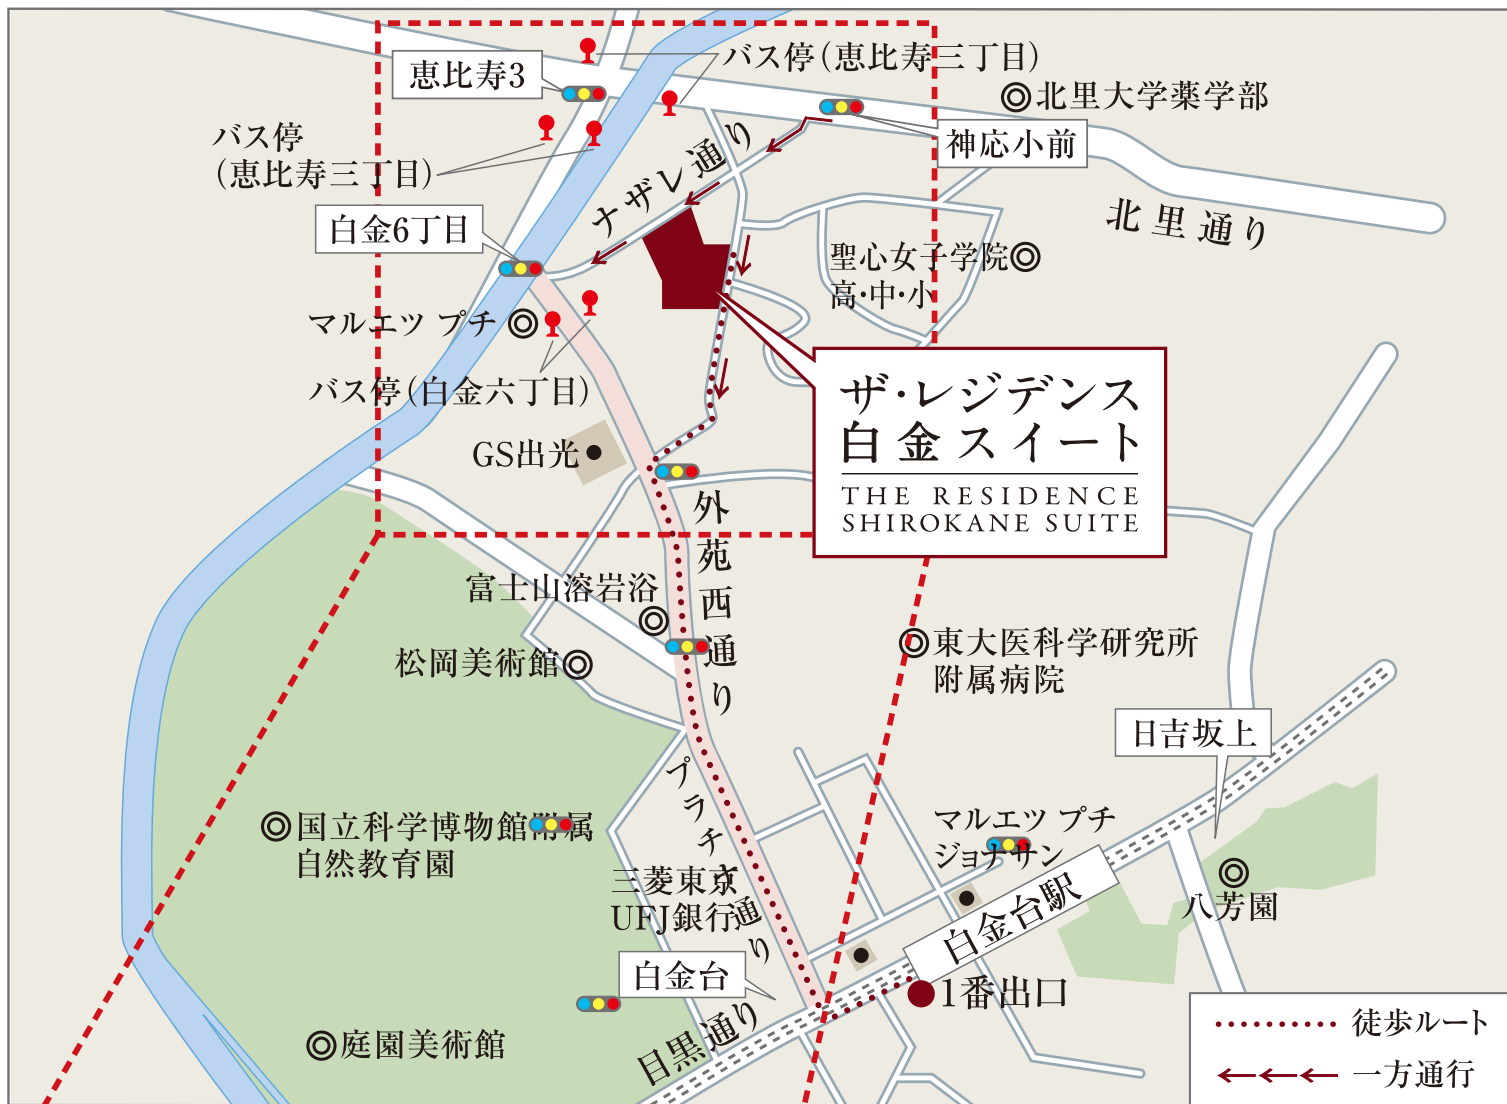 恵比寿3
バス停(恵比寿三丁目)
北里大学薬学部
神応小前
バス停
(恵比寿三丁目)
ナザレ通り
白金6丁目
北里通り
聖心女子学院
高・中・小
マルエツ プチ
バス停(白金六丁目)
ザ・レジデンス
白金スイート
THE RESIDENCE
SHIROKANE SUITE
GS出光
外苑西通り
富士山溶岩浴
松岡美術館
東大医科学研究所
附属病院
日吉坂上
プラチナ通り
国立科学博物館附属
自然教育園
マルエツ プチ
ジョナサン
三菱東京
UFJ銀行
八芳園
白金台駅
白金台
1番出口
目黒通り
庭園美術館
徒歩ルート
一方通行